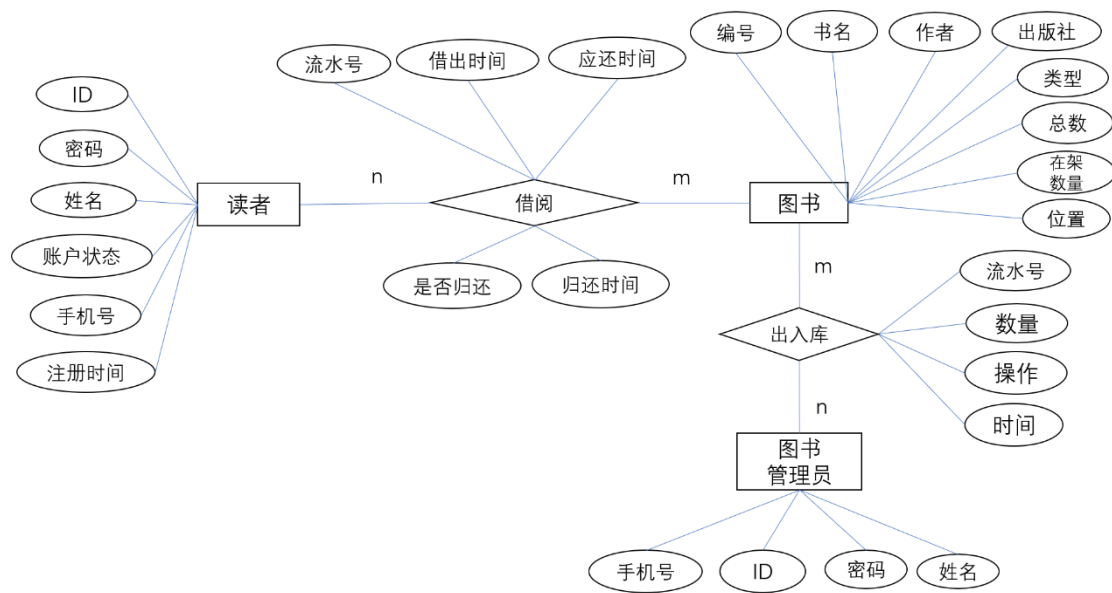 编号
书名
作者
出版社
流水号
借出时间
应还时间
类型
ID
总数
密码
在架
数量
姓名
读者
n
借阅
m
图书
位置
账户状态
是否归还
归还时间
m
流水号
手机号
出入库
数量
注册时间
操作
n
时间
图书
管理员
手机号
ID
密码
姓名